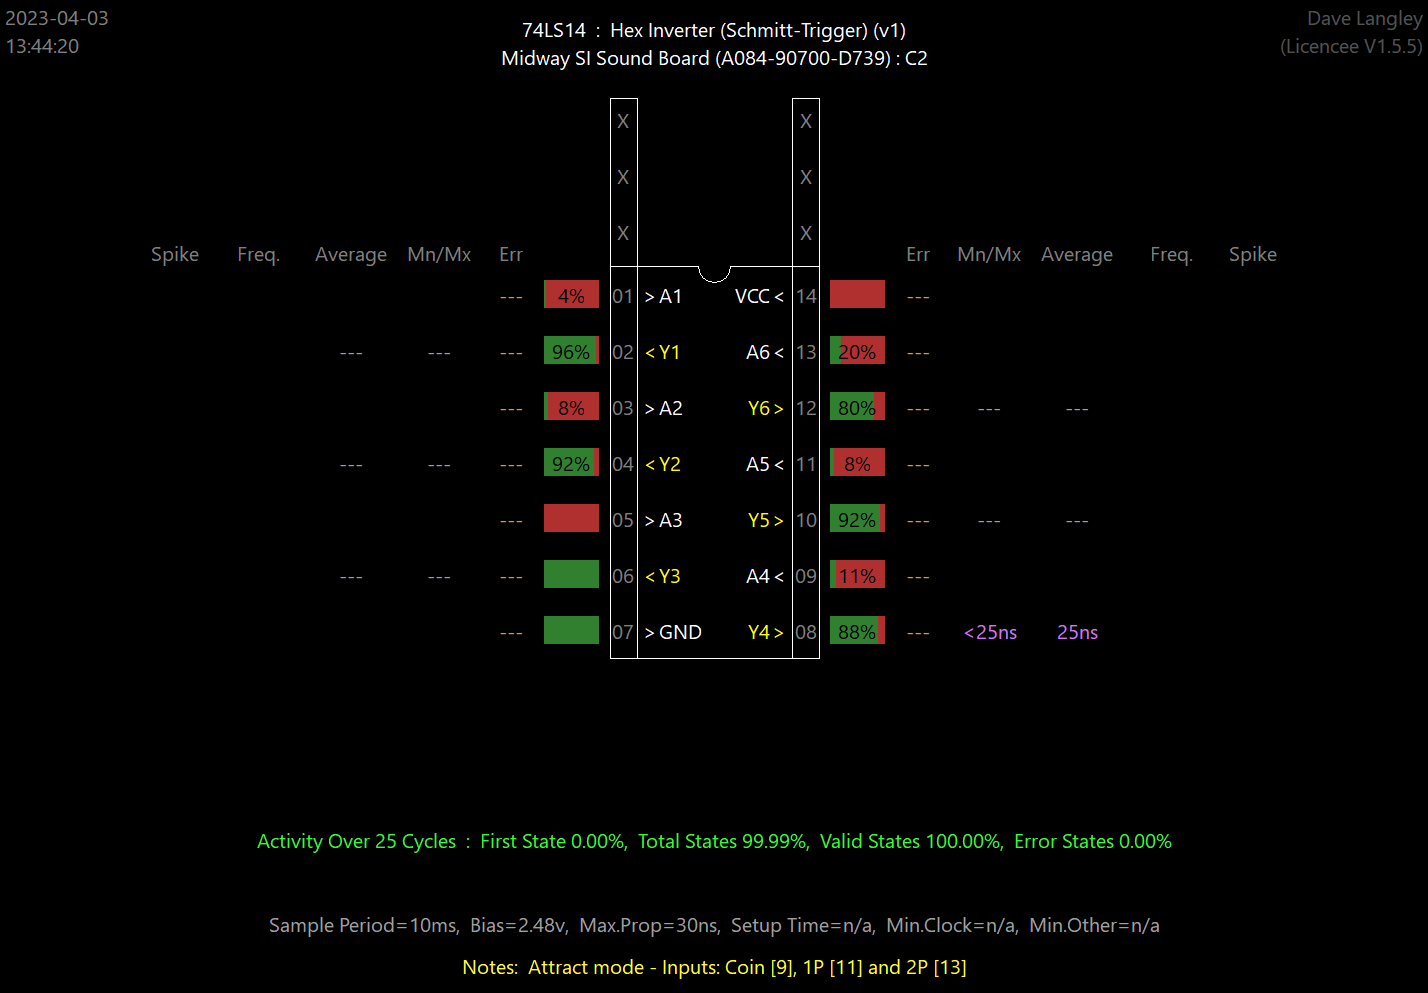 2023-04-03
13:44:20
74LS14 : Hex Inverter (Schmitt-Trigger) (v1)
Midway SI Sound Board (A084-90700-D739) : C2
Dave Langley
(Licencee V1.5.5)
X X
X X
X X
Spike Freq. Average Mn/Mx Err Err Mn/Mx Average Freq. Spike
--- 4% 01 > A1 VCC < 14 ---
--- --- --- 96% 02 < Y1 A6 < 13 20% ---
--- 8% 03 > A2 Y6 > 12 80% --- --- ---
--- --- --- 92% 04 < Y2 A5 < 11 8% ---
--- 05 > A3 Y5 > 10 92% --- --- ---
--- --- --- 06 < Y3 A4 < 09 11% ---
--- 07 > GND Y4 > 08 88% --- <25ns 25ns
Activity Over 25 Cycles : First State 0.00%, Total States 99.99%, Valid States 100.00%, Error States 0.00%
Sample Period=10ms, Bias=2.48v, Max.Prop=30ns, Setup Time=n/a, Min.Clock=n/a, Min.Other=n/a
Notes: Attract mode - Inputs: Coin [9], 1P [11] and 2P [13]